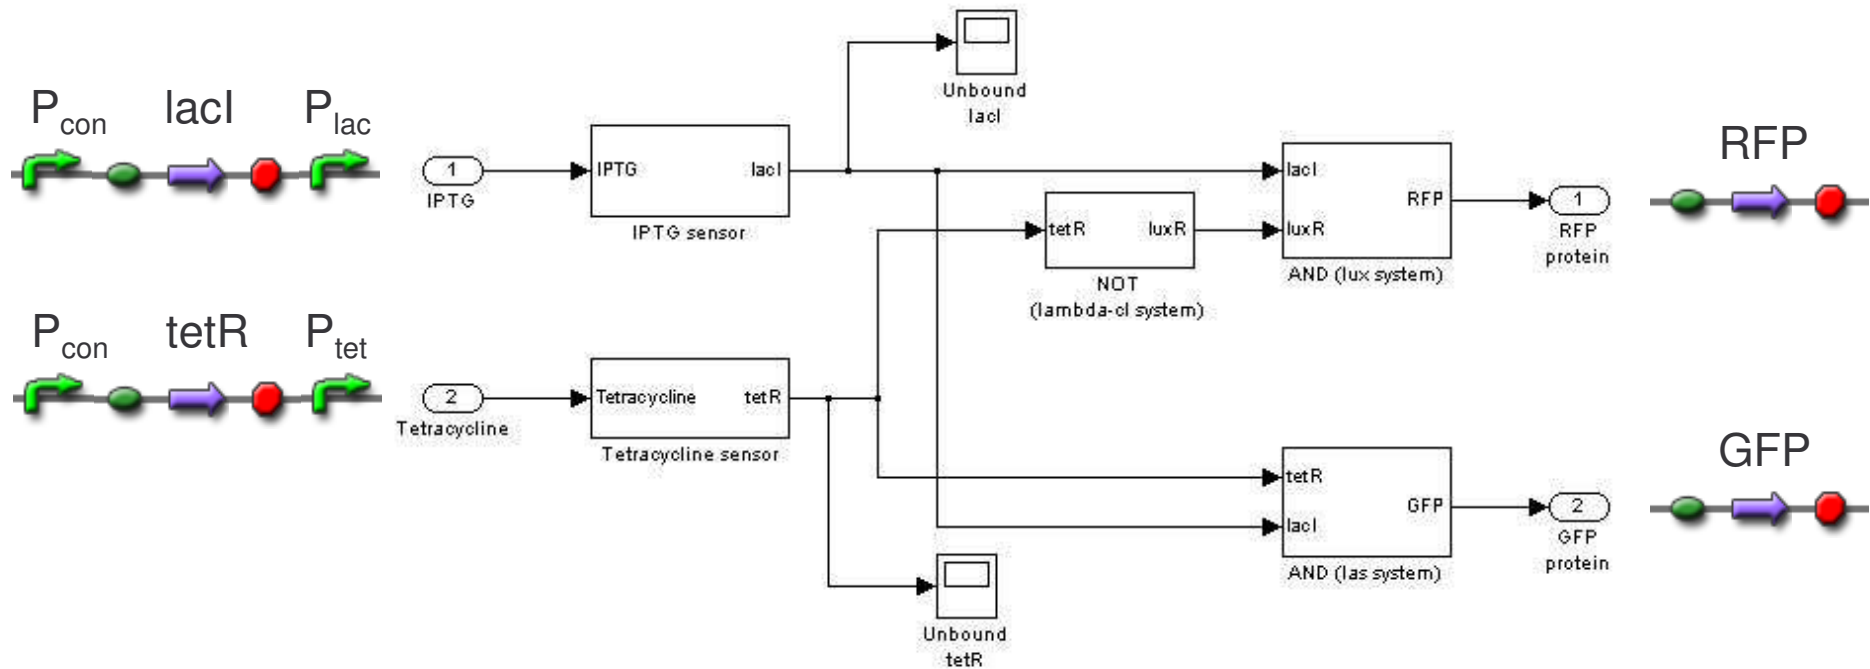 Pcon lacI Plac
Pcon tetR Ptet
1
IPTG
2
Tetracycline
IPTG lacI
IPTG sensor
Tetracycline tetR
Tetracycline sensor
Unbound
lacI
tetR luxR
NOT
(lambda-cI system)
Unbound
tetR
lacI
luxR
RFP
AND (lux system)
tetR
lacI
GFP
AND (las system)
1
RFP
protein
2
GFP
protein
RFP
GFP